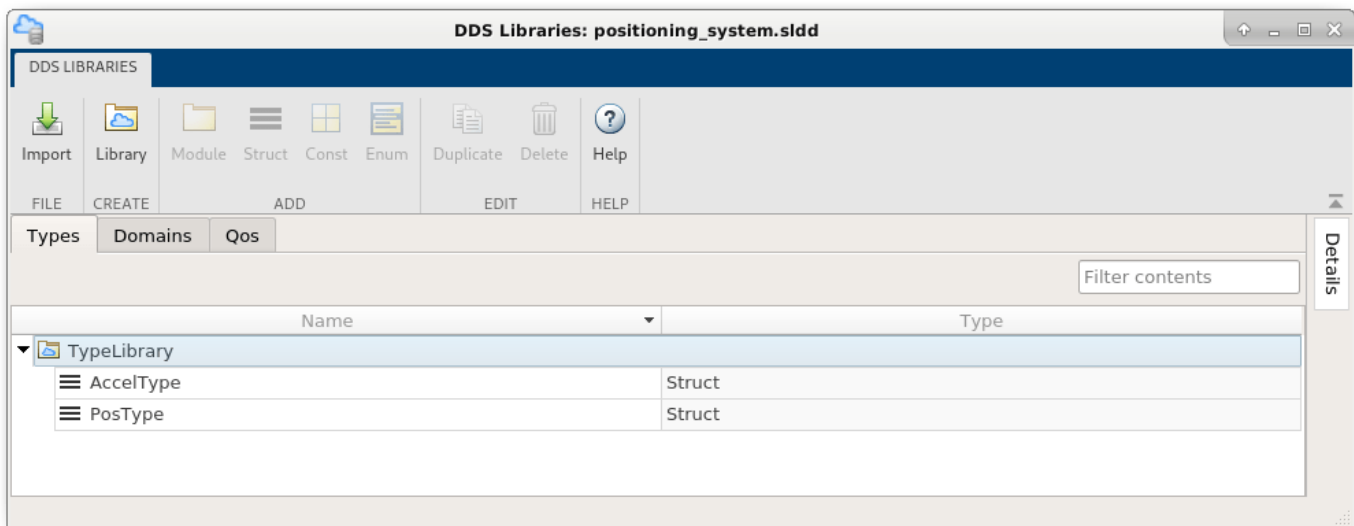 DDS Libraries: positioning_system.sldd
DDS LIBRARIES
Import Library Module Struct Const Enum Duplicate Delete Help
FILE CREATE ADD EDIT HELP
Types Domains Qos
Details
Filter contents
Name Type
TypeLibrary
AccelType Struct
PosType Struct